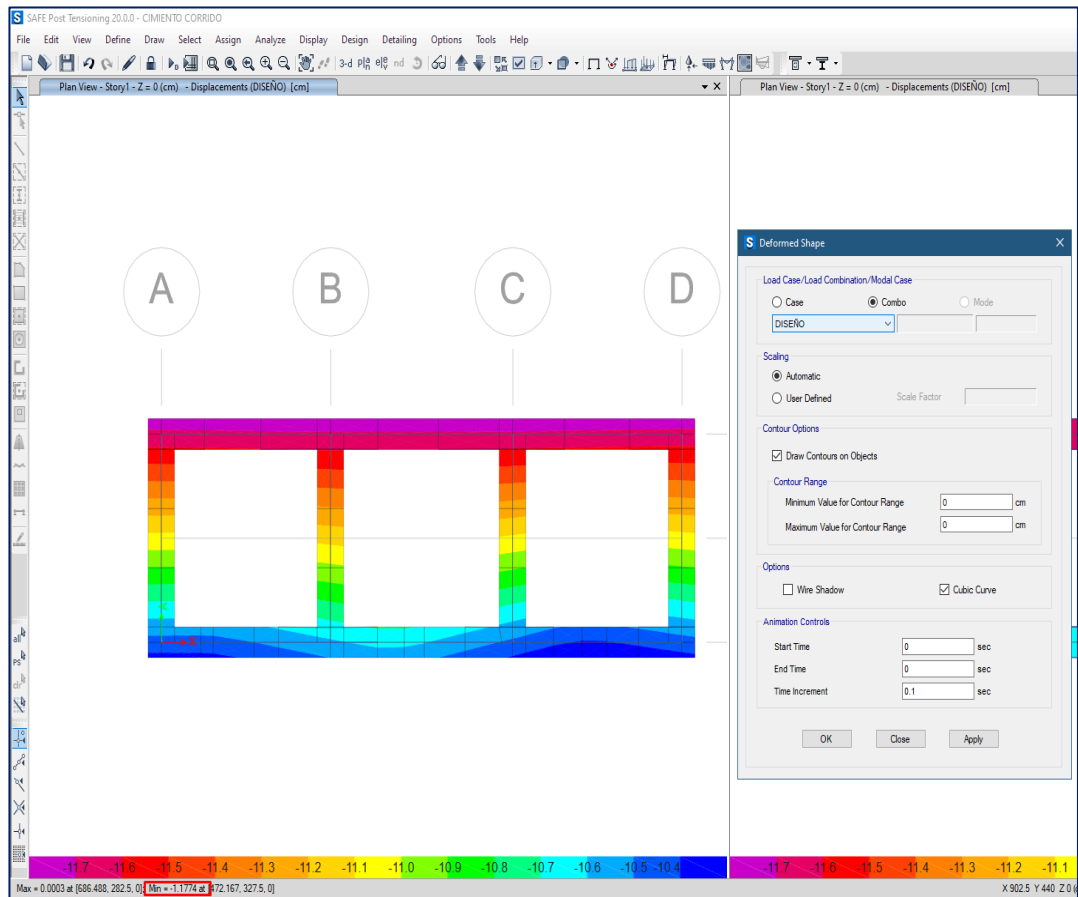 SAFE Post Tensioning 20.0.0 - CIMIENTO CORRIDO
File Edit View Define Draw Select Assign Analyze Display Design Detailing Options Tools Help
3-d
nd
Plan View - Story1 - Z = 0 (cm) - Displacements (DISEÑO) [cm]
Plan View - Story1 - Z = 0 (cm) - Displacements (DISEÑO) [cm]
A B C D
X
all
PS
clr
Deformed Shape
Load Case/Load Combination/Modal Case
Case Combo Mode
DISEÑO
Scaling
Automatic
User Defined Scale Factor
Contour Options
Draw Contours on Objects
Contour Range
Minimum Value for Contour Range 0 cm
Maximum Value for Contour Range 0 cm
Options
Wire Shadow Cubic Curve
Animation Controls
Start Time 0 sec
End Time 0 sec
Time Increment 0.1 sec
OK Close Apply
-11.7 -11.6 -11.5 -11.4 -11.3 -11.2 -11.1 -11.0 -10.9 -10.8 -10.7 -10.6 -10.5 -10.4
-11.7 -11.6 -11.5 -11.4 -11.3 -11.2 -11.1
Max = 0.0003 at [686.488, 282.5, 0]; Min = -1.1774 at [472.167, 327.5, 0]
X 902.5 Y 440 Z 0